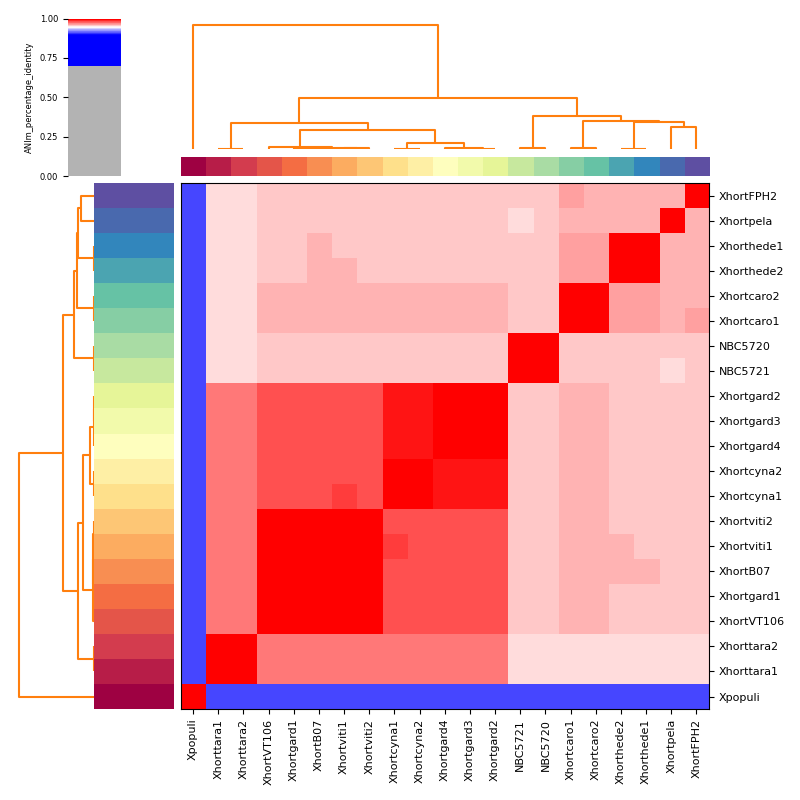 1.00
0.75
0.50
0.25
0.00
ANIm_percentage_identity
XhortFPH2
Xhortpela
Xhorthede1
Xhorthede2
Xhortcaro2
Xhortcaro1
NBC5720
NBC5721
Xhortgard2
Xhortgard3
Xhortgard4
Xhortcyna2
Xhortcyna1
Xhortviti2
Xhortviti1
XhortB07
Xhortgard1
XhortVT106
Xhorttara2
Xhorttara1
Xpopuli
Xpopuli
Xhorttara1
Xhorttara2
XhortVT106
Xhortgard1
XhortB07
Xhortviti1
Xhortviti2
Xhortcyna1
Xhortcyna2
Xhortgard4
Xhortgard3
Xhortgard2
NBC5721
NBC5720
Xhortcaro1
Xhortcaro2
Xhorthede2
Xhorthede1
Xhortpela
XhortFPH2